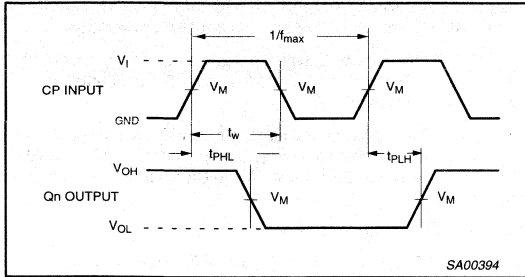 1/fmax
VI
CP INPUT
VM VM VM
GND
tw
tPHL tPLH
VOH
Qn OUTPUT
VM VM
VOL
SA00394